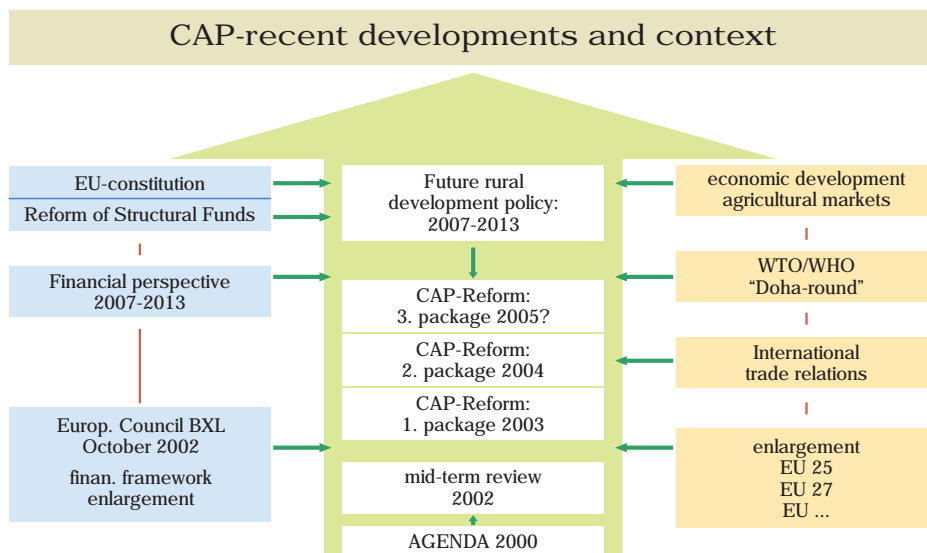 CAP-recent developments and context
EU-constitution
Reform of Structural Funds
Financial perspective
2007-2013
Europ. Council BXL
October 2002
finan. framework
enlargement
Future rural
development policy:
2007-2013
CAP-Reform:
3. package 2005?
CAP-Reform:
2. package 2004
CAP-Reform:
1. package 2003
mid-term review
2002
AGENDA 2000
economic development
agricultural markets
WTO/WHO
“Doha-round”
International
trade relations
enlargement
EU 25
EU 27
EU ...